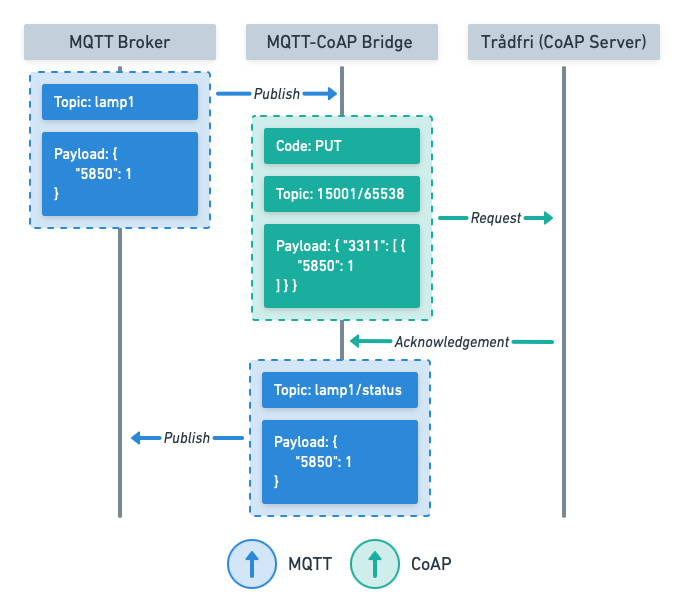 MQTT Broker
MQTT-CoAP Bridge
Trådfri (CoAP Server)
Topic: lamp1
Payload: {
"5850": 1
}
Publish
Code: PUT
Topic: 15001/65538
Payload: { "3311": [ {
"5850": 1
] } }
Request
Acknowledgement
Topic: lamp1/status
Payload: {
"5850": 1
}
Publish
MQTT
CoAP